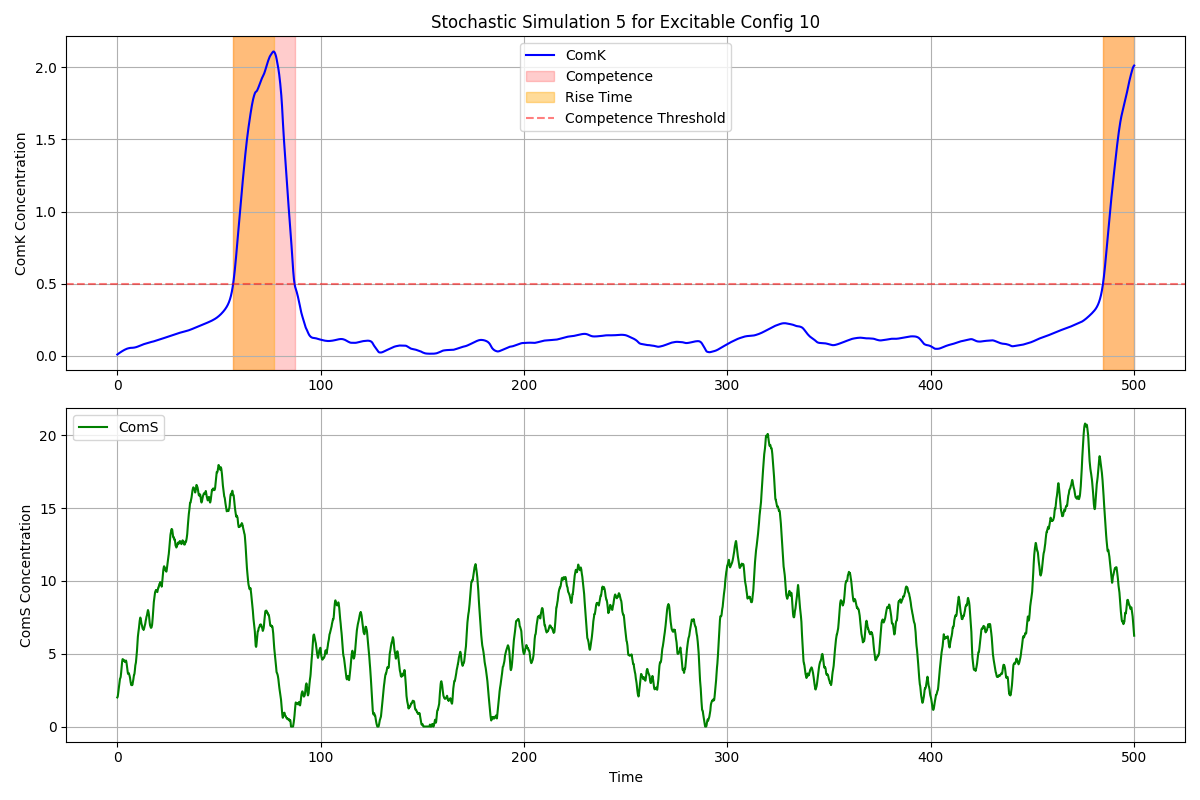 Stochastic Simulation 5 for Excitable Config 10
ComK Concentration
2.0
1.5
1.0
0.5
0.0
ComK
Competence
Rise Time
Competence Threshold
0 100 200 300 400 500
ComS Concentration
20
15
10
5
0
ComS
0 100 200 300 400 500
Time